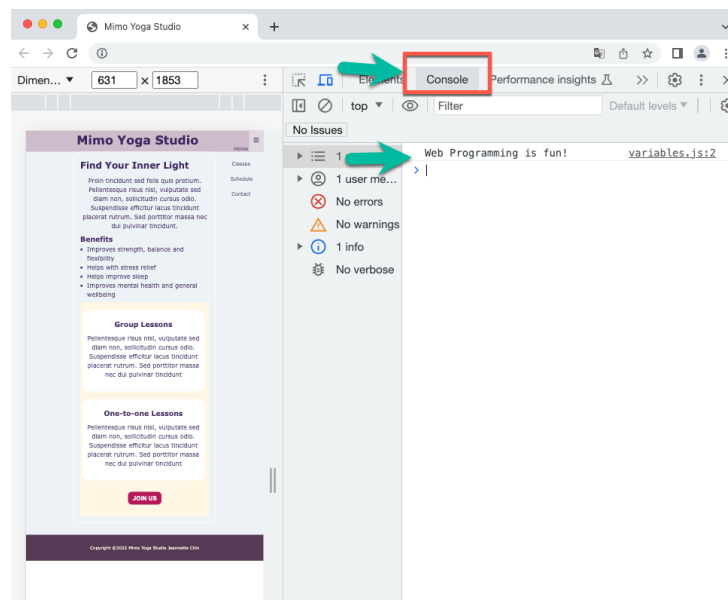 Mimo Yoga Studio
Dimen...
631
×
1853
Elements
Console
Performance insights
top
Filter
Default levels
No Issues
1
1 user me...
No errors
No warnings
1 info
No verbose
Web Programming is fun!
variables.js:2
Mimo Yoga Studio
Home
Classes
Schedule
Contact
Find Your Inner Light
Proin tincidunt sed felis quis pretium.
Pellentesque risus nisl, vulputate sed
diam non, sollicitudin cursus odio.
Suspendisse efficitur lacus tincidunt
placerat rutrum. Sed porttitor massa nec
dui pulvinar tincidunt.
Benefits
Improves strength, balance and
flexibility
Helps with stress relief
Helps improve sleep
Improves mental health and general
wellbeing
Group Lessons
Pellentesque risus nisl, vulputate sed
diam non, sollicitudin cursus odio.
Suspendisse efficitur lacus tincidunt
placerat rutrum. Sed porttitor massa
nec dui pulvinar tincidunt
One-to-one Lessons
Pellentesque risus nisl, vulputate sed
diam non, sollicitudin cursus odio.
Suspendisse efficitur lacus tincidunt
placerat rutrum. Sed porttitor massa
nec dui pulvinar tincidunt
JOIN US
Copyright ©2022 Mimo Yoga Studio Jeannette Chin